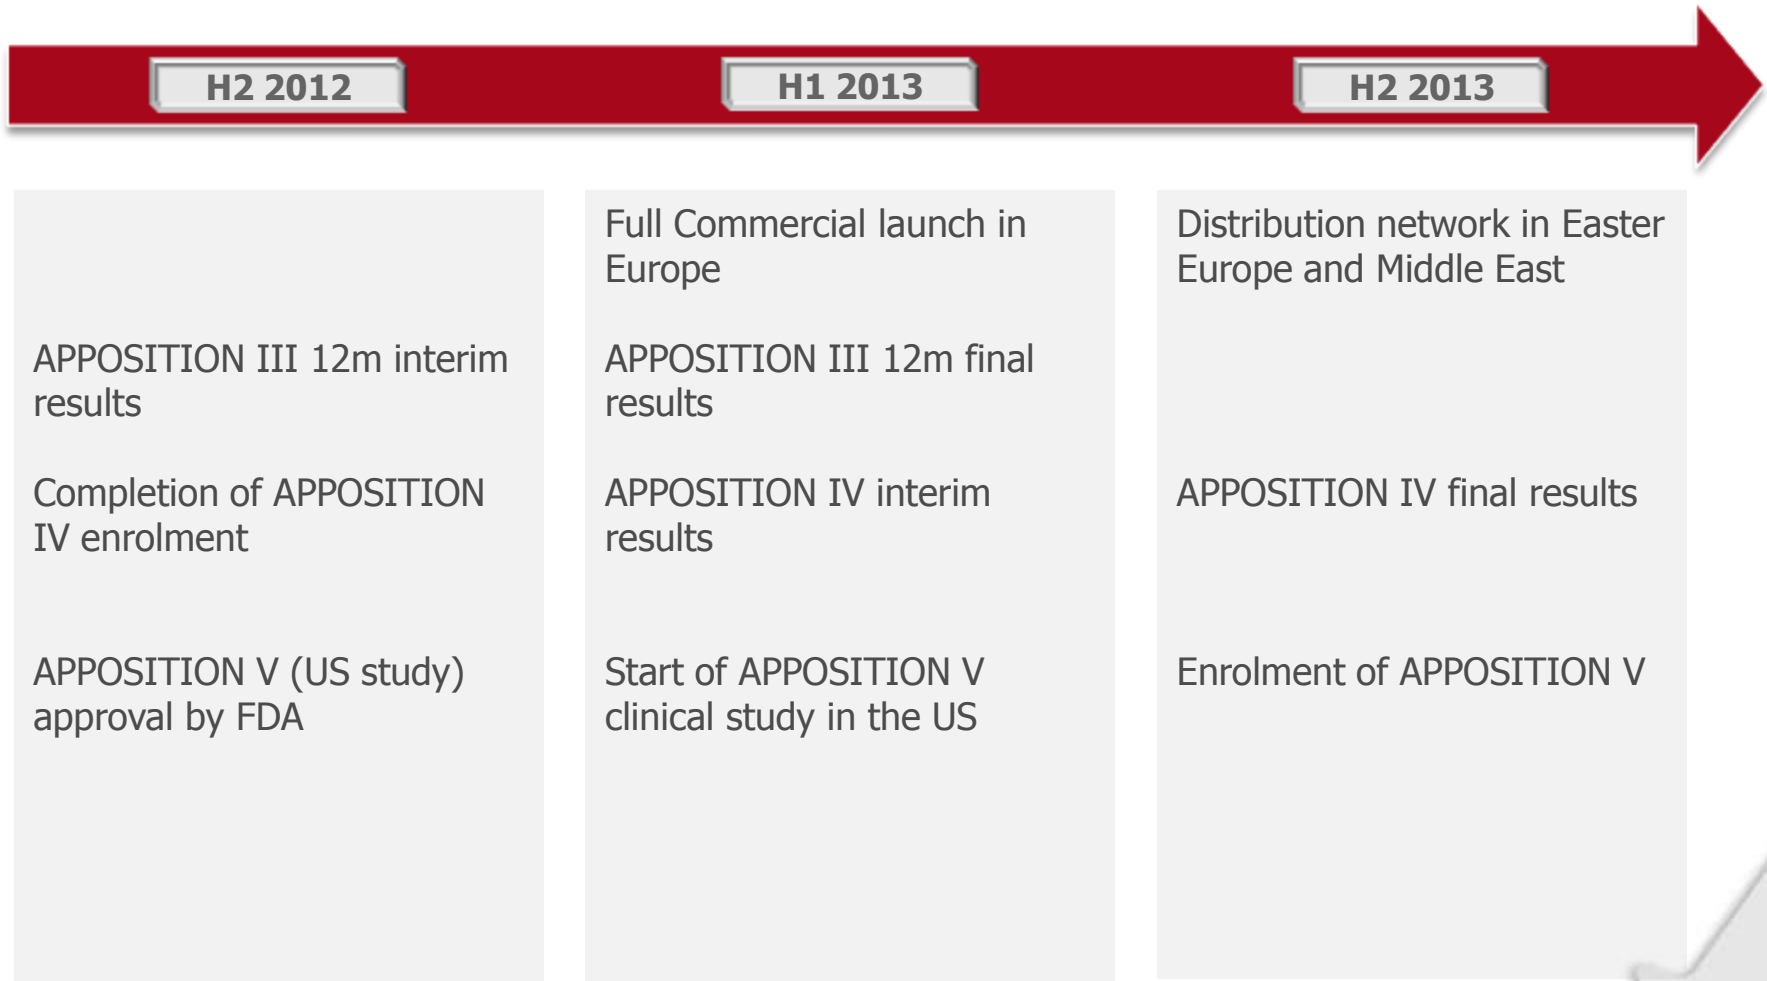 H2 2012
H1 2013
H2 2013
APPOSITION III 12m interim
results
Completion of APPOSITION
IV enrolment
APPOSITION V (US study)
approval by FDA
Full Commercial launch in
Europe
APPOSITION III 12m final
results
APPOSITION IV interim
results
Start of APPOSITION V
clinical study in the US
Distribution network in Easter
Europe and Middle East
APPOSITION IV final results
Enrolment of APPOSITION V